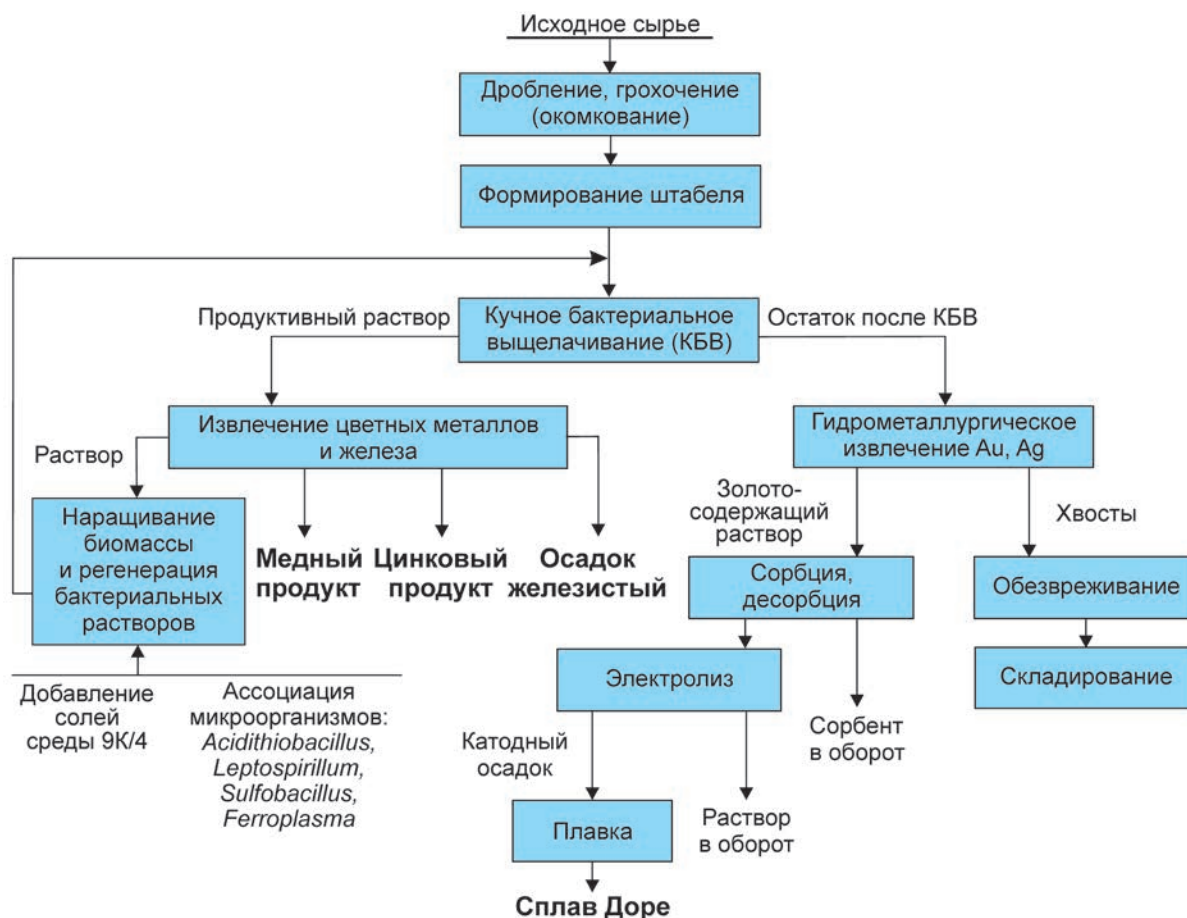 Исходное сырье
Дробление, грохочение
(окомкование)
Формирование штабеля
Продуктивный раствор
Кучное бактериальное
выщелачивание (КБВ)
Остаток после КБВ
Извлечение цветных металлов
и железа
Гидрометаллургическое
извлечение Au, Ag
Раствор
Наращивание
биомассы
и регенерация
бактериальных
растворов
Медный
продукт
Цинковый
продукт
Осадок
железистый
Золото-
содержащий
раствор
Хвосты
Сорбция,
десорбция
Обезвреживание
Складирование
Электролиз
Добавление
солей
среды 9К/4
Ассоциация
микроорганизмов:
Acidithiobacillus,
Leptospirillum,
Sulfobacillus,
Ferroplasma
Катодный
осадок
Сорбент
в оборот
Плавка
Раствор
в оборот
Сплав Доре